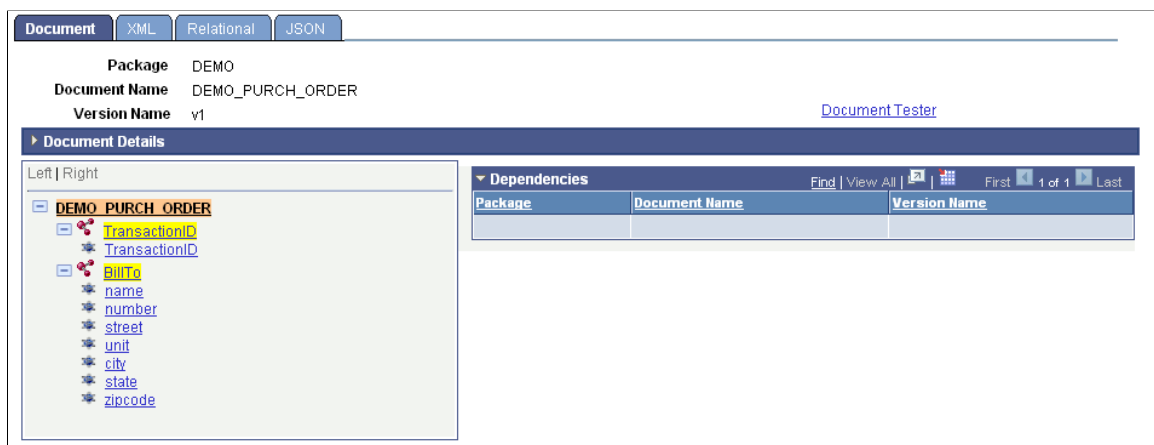 Document XML Relational JSON
Package DEMO
Document Name DEMO_PURCH_ORDER
Version Name v1
Document Tester
Document Details
Left | Right
DEMO_PURCH_ORDER
TransactionID
TransactionID
BillTo
name
number
street
unit
city
state
zipcode
Dependencies Find | View All | | First 1 of 1 Last
Package Document Name Version Name